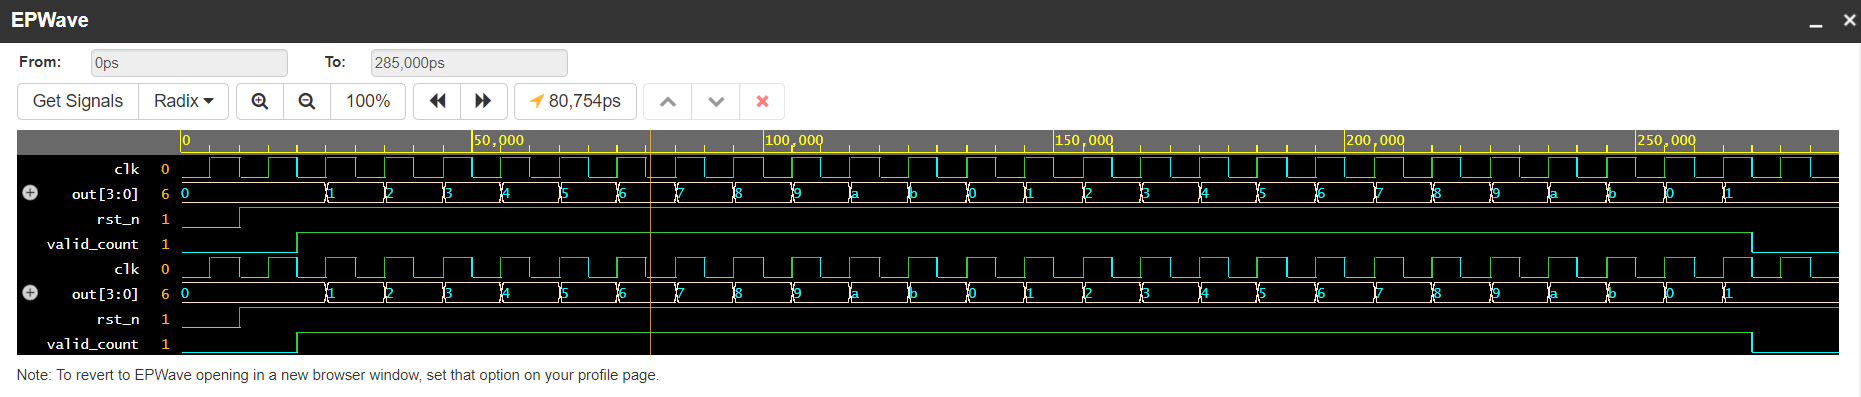 EPWave
From: 0ps To: 285,000ps
Get Signals Radix 100% 80,754ps
0 50,000 100,000 150,000 200,000 250,000
clk 0
out[3:0] 6 0 1 2 3 4 5 6 7 8 9 a b 0 1 2 3 4 5 6 7 8 9 a b 0 1
rst_n 1
valid_count 1
clk 0
out[3:0] 6 0 1 2 3 4 5 6 7 8 9 a b 0 1 2 3 4 5 6 7 8 9 a b 0 1
rst_n 1
valid_count 1
Note: To revert to EPWave opening in a new browser window, set that option on your profile page.